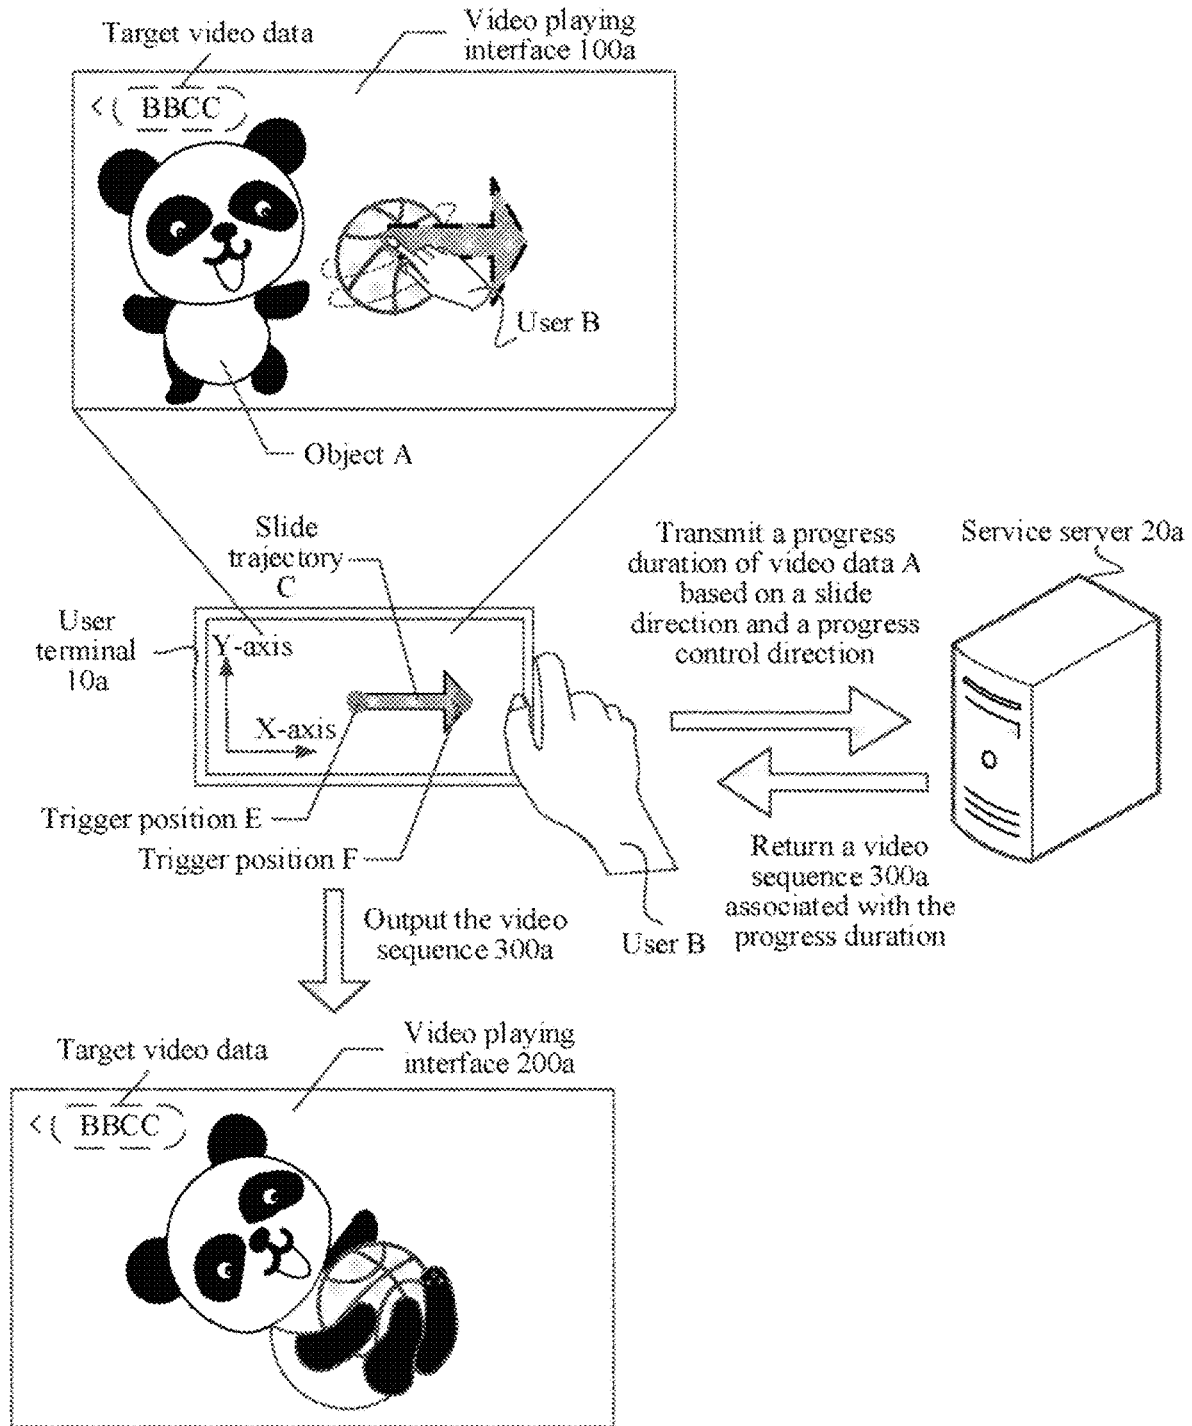 Target video data
Video playing
interface 100a
< BBCC
User B
Object A
Slide
trajectory
C
Transmit a progress
duration of video data A
based on a slide
direction and a progress
control direction
Service server 20a
User
terminal
10a
Y-axis
X-axis
Trigger position E
Trigger position F
Return a video
sequence 300a
associated with the
progress duration
User B
Output the video
sequence 300a
Target video data
Video playing
interface 200a
< BBCC